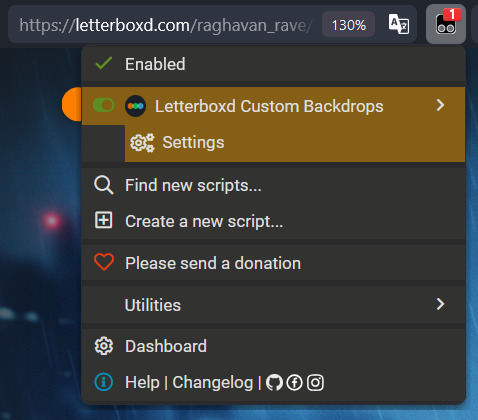 https://letterboxd.com/raghavan_rave/ 130% 1
Enabled
Letterboxd Custom Backdrops
Settings
Find new scripts...
Create a new script...
Please send a donation
Utilities
Dashboard
Help | Changelog |